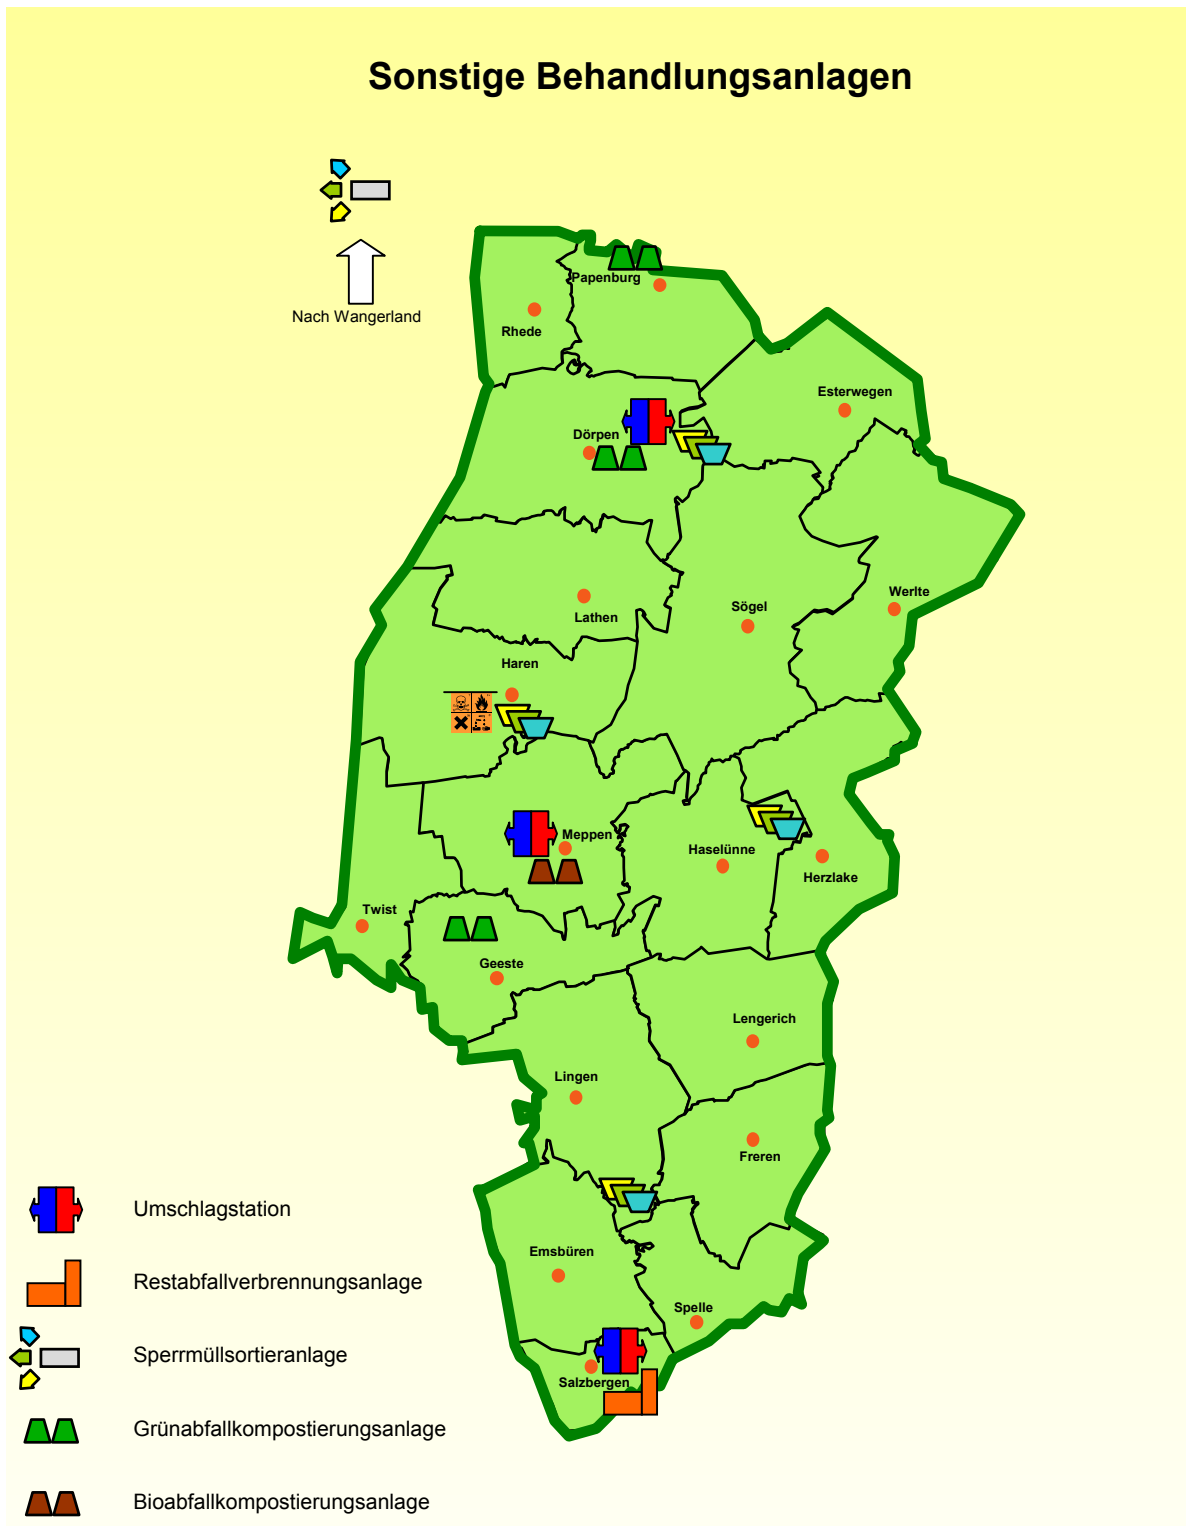 Sonstige Behandlungsanlagen
Nach Wangerland
Papenburg
Rhede
Esterwegen
Dörpen
Werlte
Sögel
Lathen
Haren
Meppen
Haselünne
Herzlake
Twist
Geeste
Lengerich
Lingen
Freren
Emsbüren
Spelle
Salzbergen
Umschlagstation
Restabfallverbrennungsanlage
Sperrmüllsortieranlage
Grünabfallkompostierungsanlage
Bioabfallkompostierungsanlage